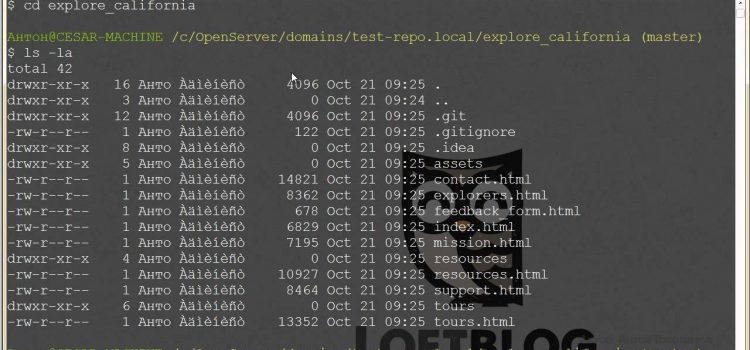 $ cd explore_california
Антон@CESAR-MACHINE /c/OpenServer/domains/test-repo.local/explore_california (master)
$ ls -la
total 42
drwxr-xr-x 16 Анто Àäìèíèñò 4096 Oct 21 09:25 .
drwxr-xr-x 3 Анто Àäìèíèñò 0 Oct 21 09:24 ..
drwxr-xr-x 12 Анто Àäìèíèñò 4096 Oct 21 09:25 .git
-rw-r--r-- 1 Анто Àäìèíèñò 122 Oct 21 09:25 .gitignore
drwxr-xr-x 8 Анто Àäìèíèñò 0 Oct 21 09:25 .idea
drwxr-xr-x 5 Анто Àäìèíèñò 0 Oct 21 09:25 assets
-rw-r--r-- 1 Анто Àäìèíèñò 14821 Oct 21 09:25 contact.html
-rw-r--r-- 1 Анто Àäìèíèñò 8362 Oct 21 09:25 explorers.html
-rw-r--r-- 1 Анто Àäìèíèñò 678 Oct 21 09:25 feedback_form.html
-rw-r--r-- 1 Анто Àäìèíèñò 6829 Oct 21 09:25 index.html
-rw-r--r-- 1 Анто Àäìèíèñò 7195 Oct 21 09:25 mission.html
drwxr-xr-x 4 Анто Àäìèíèñò 0 Oct 21 09:25 resources
-rw-r--r-- 1 Анто Àäìèíèñò 10927 Oct 21 09:25 resources.html
-rw-r--r-- 1 Анто Àäìèíèñò 8464 Oct 21 09:25 support.html
drwxr-xr-x 6 Анто Àäìèíèñò 0 Oct 21 09:25 tours
-rw-r--r-- 1 Анто Àäìèíèñò 13352 Oct 21 09:25 tours.html
LOFTBLOG